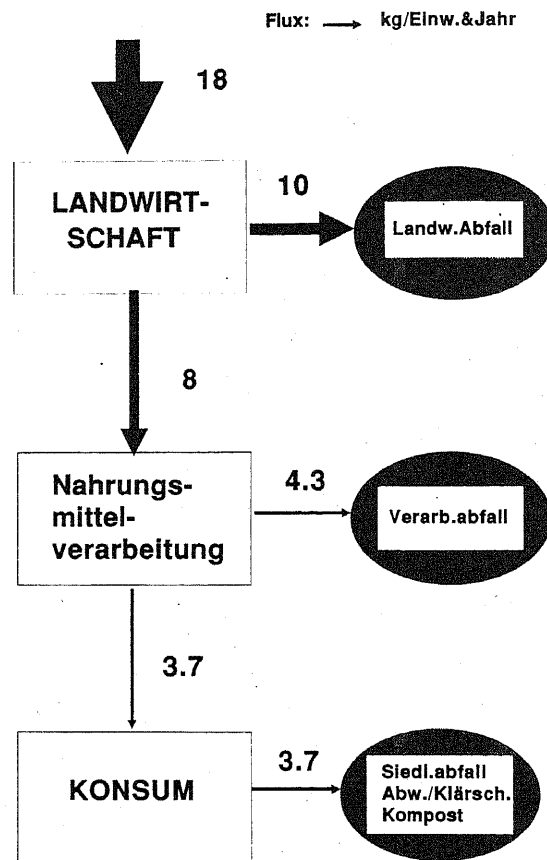 Flux: → kg/Einw.&Jahr
18
LANDWIRT-
SCHAFT
10
Landw.Abfall
8
Nahrungs-
mittel-
verarbeitung
4.3
Verarb.abfall
3.7
KONSUM
3.7
Siedl.abfall
Abw./Klärsch.
Kompost